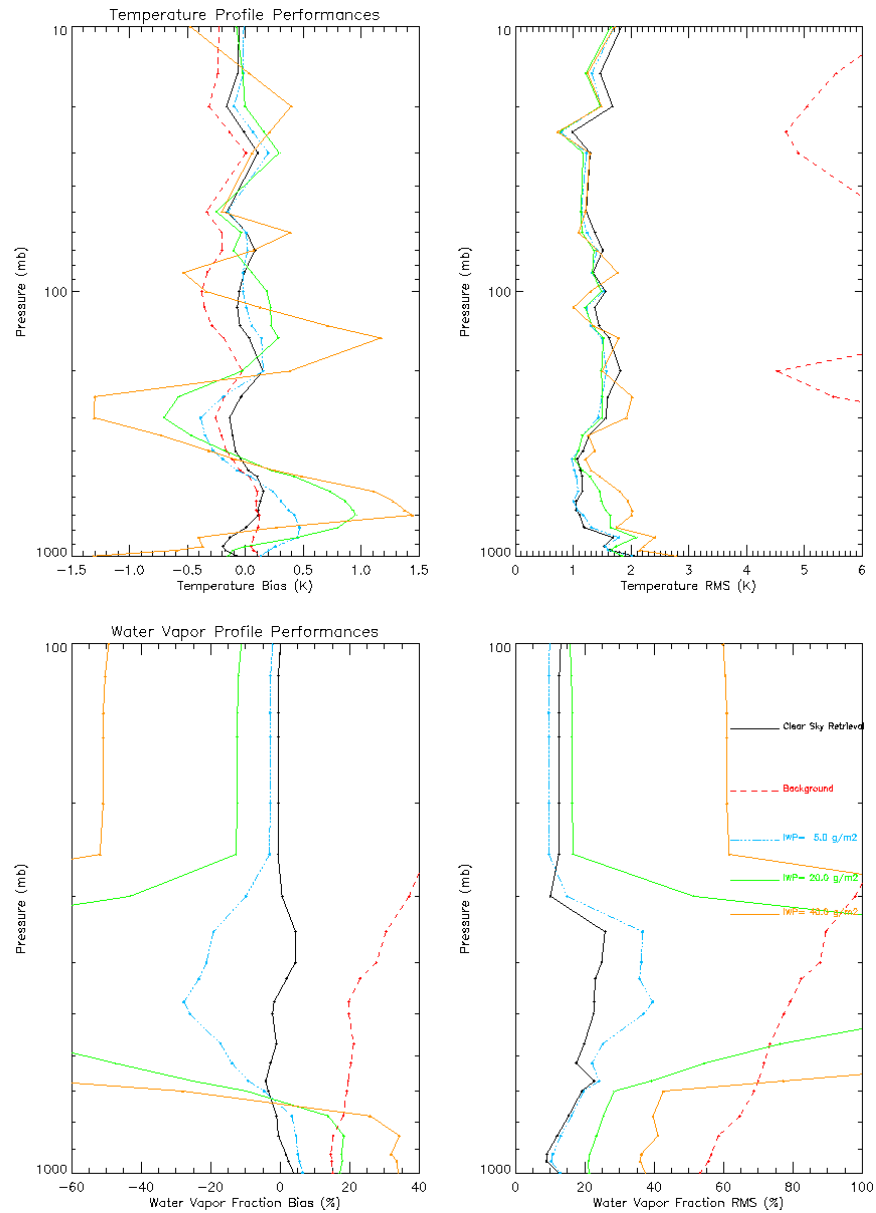 Temperature Profile Performances
10
100
1000
Pressure (mb)
-1.5 -1.0 -0.5 0.0 0.5 1.0 1.5
Temperature Bias (K)
10
100
1000
Pressure (mb)
0 1 2 3 4 5 6
Temperature RMS (K)
Water Vapor Profile Performances
100
1000
Pressure (mb)
-60 -40 -20 0 20 40
Water Vapor Fraction Bias (%)
100
1000
Pressure (mb)
Clear Sky Retrieval
Background
IWP= 5.0 g/m2
IWP= 20.0 g/m2
IWP= 40.0 g/m2
0 20 40 60 80 100
Water Vapor Fraction RMS (%)